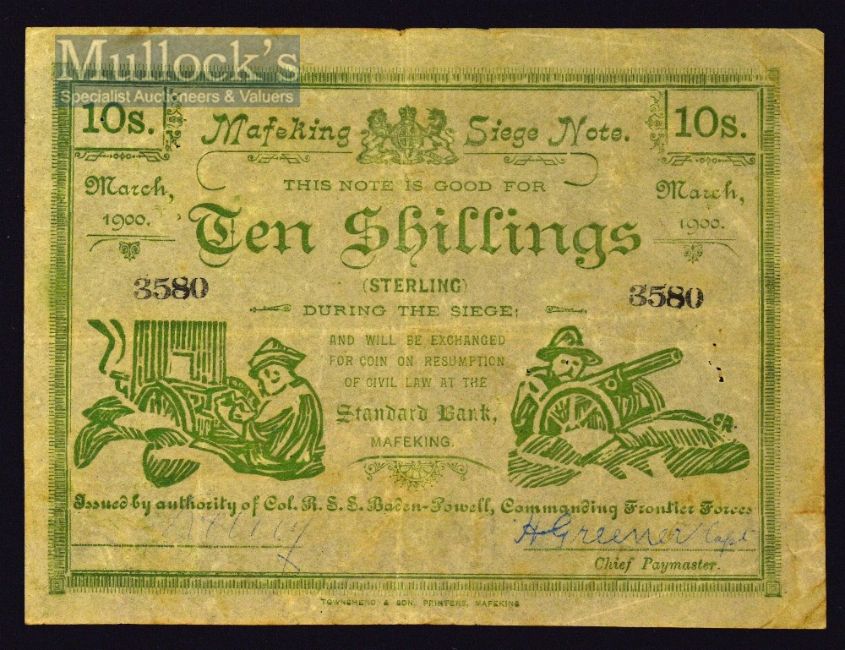 Mullock's
Specialist Auctioneers & Valuers
10s. Mafeking Siege Note. 10s.
March, 1900.
THIS NOTE IS GOOD FOR
March, 1900.
Ten Shillings
3580 (STERLING) 3580
DURING THE SIEGE;
AND WILL BE EXCHANGED
FOR COIN ON RESUMPTION
OF CIVIL LAW AT THE
Standard Bank,
MAFEKING.
Issued by authority of Col. R. S. S. Baden-Powell, Commanding Frontier Forces
H Greener Capt
Chief Paymaster.
TOWNSHEND & SON, PRINTERS, MAFEKING